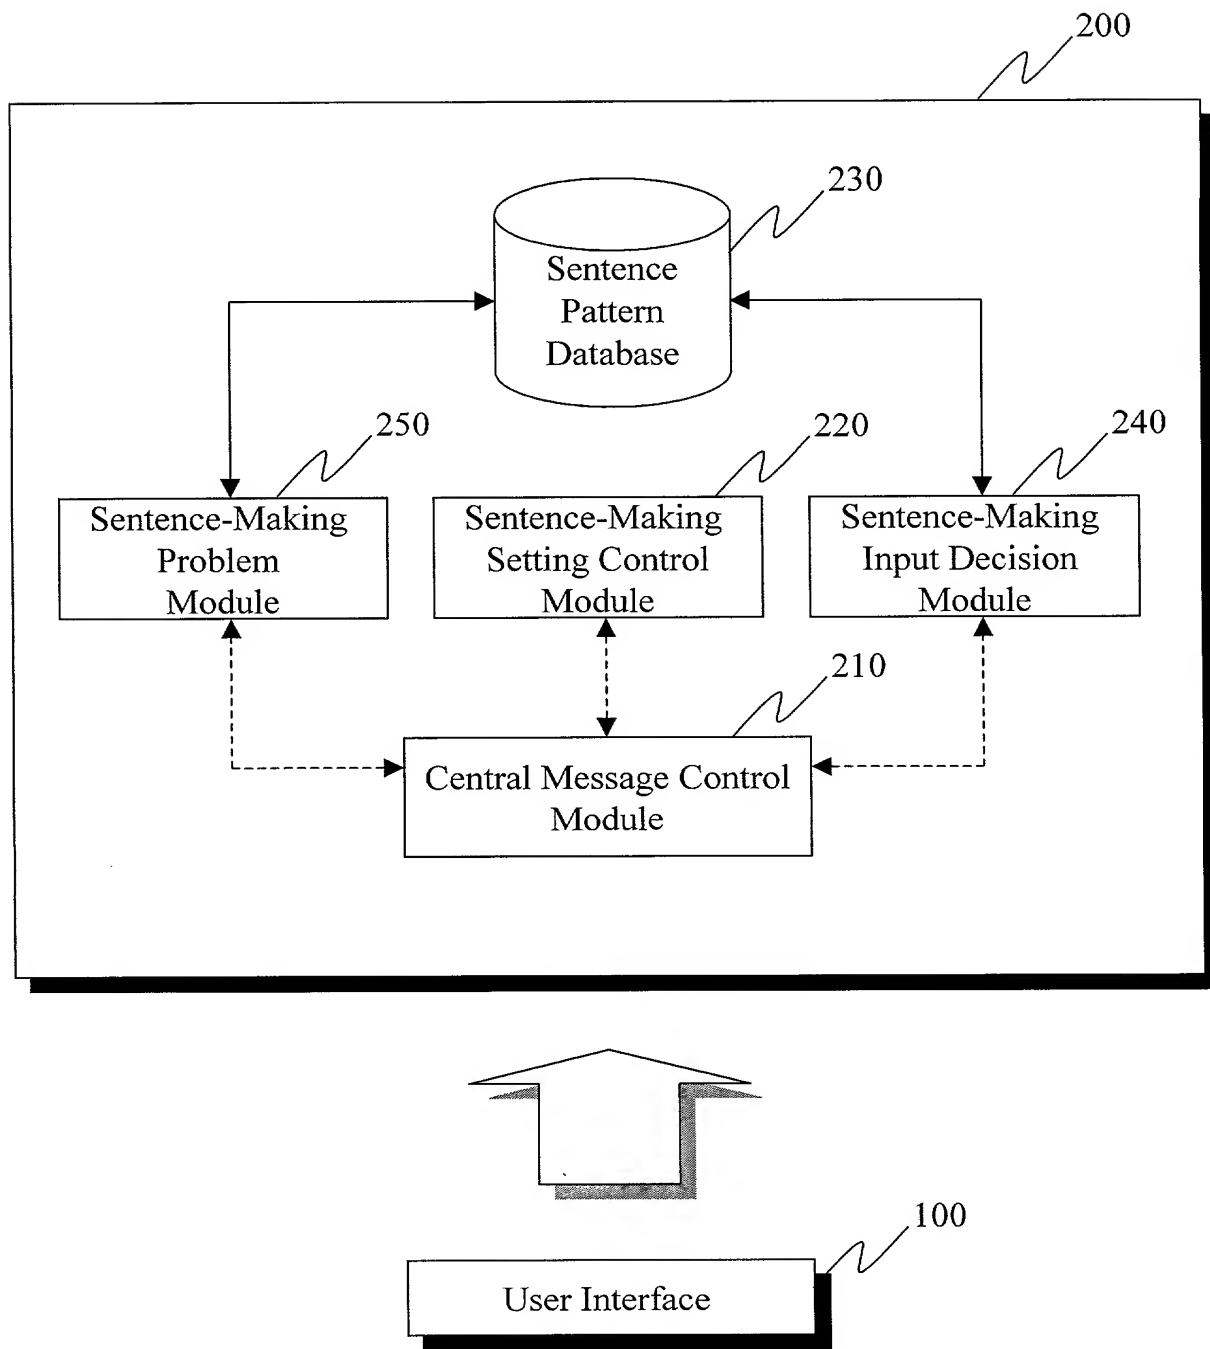 200
230
Sentence
Pattern
Database
250
220
240
Sentence-Making
Problem
Module
Sentence-Making
Setting Control
Module
Sentence-Making
Input Decision
Module
210
Central Message Control
Module
100
User Interface